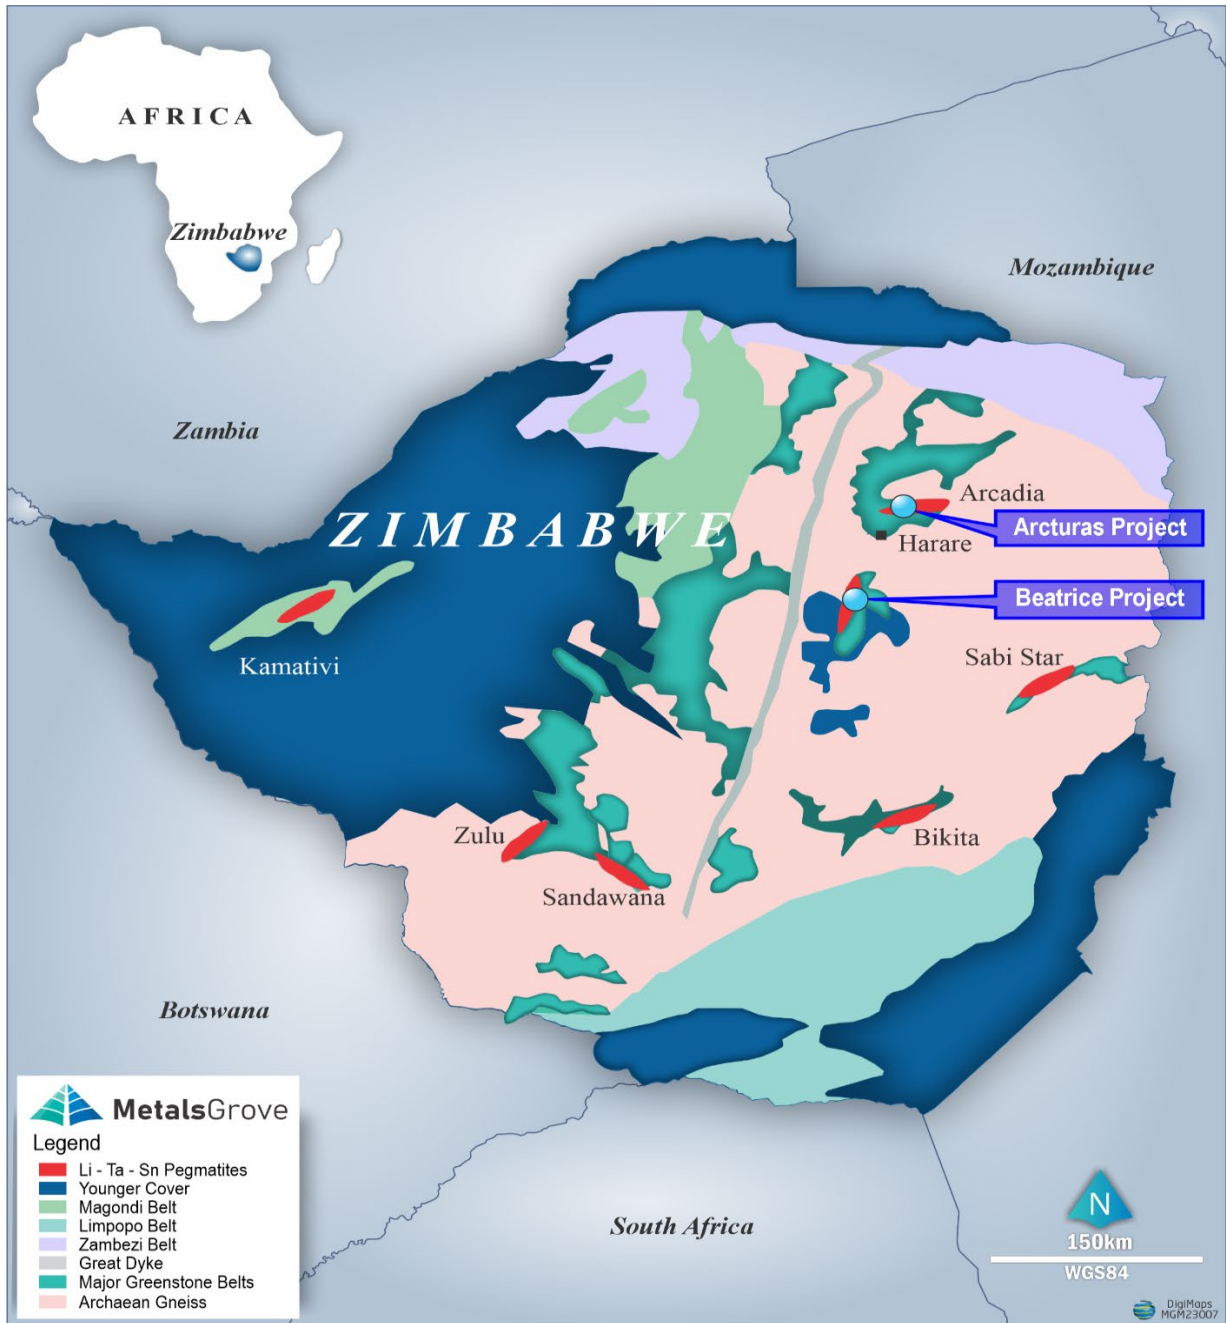 AFRICA
Zimbabwe
Mozambique
Zambia
ZIMBABWE
Arcadia
Arcturas Project
Harare
Beatrice Project
Kamativi
Sabi Star
Zulu
Bikita
Sandawana
Botswana
South Africa
MetalsGrove
Legend
Li - Ta - Sn Pegmatites
Younger Cover
Magondi Belt
Limpopo Belt
Zambezi Belt
Great Dyke
Major Greenstone Belts
Archaean Gneiss
N
150km
WGS84
DigiMaps
MGM23007